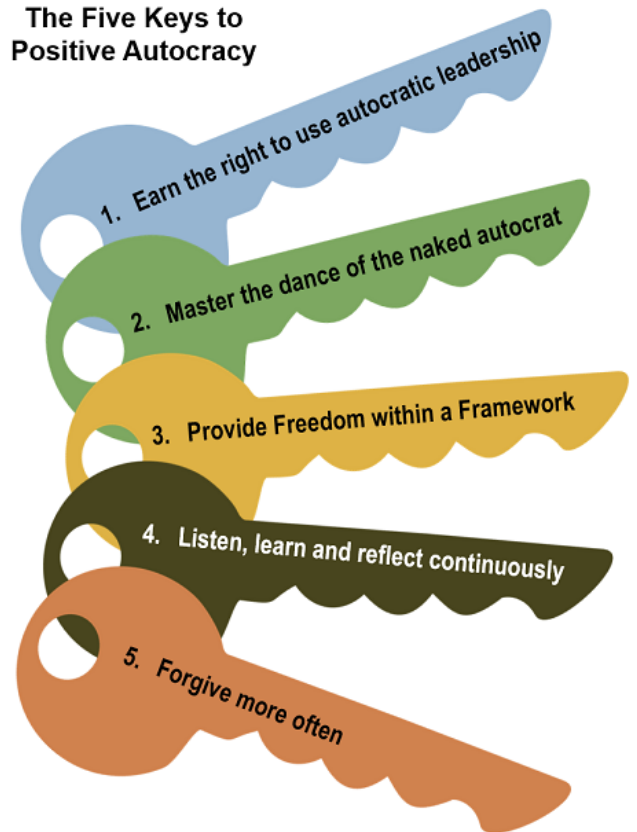 The Five Keys to
Positive Autocracy
1. Earn the right to use autocratic leadership
2. Master the dance of the naked autocrat
3. Provide Freedom within a Framework
4. Listen, learn and reflect continuously
5. Forgive more often